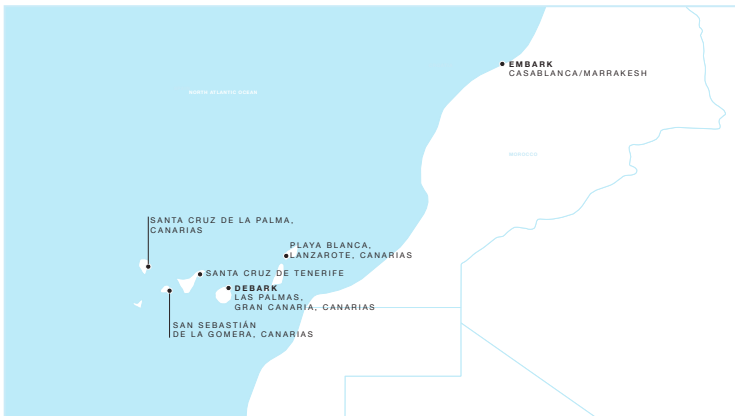 EMBARK
CASABLANCA/MARRAKESH
NORTH ATLANTIC OCEAN
MOROCCO
SANTA CRUZ DE LA PALMA,
CANARIAS
PLAYA BLANCA,
LANZAROTE, CANARIAS
SANTA CRUZ DE TENERIFE
DEBARK
LAS PALMAS,
GRAN CANARIA, CANARIAS
SAN SEBASTIÁN
DE LA GOMERA, CANARIAS